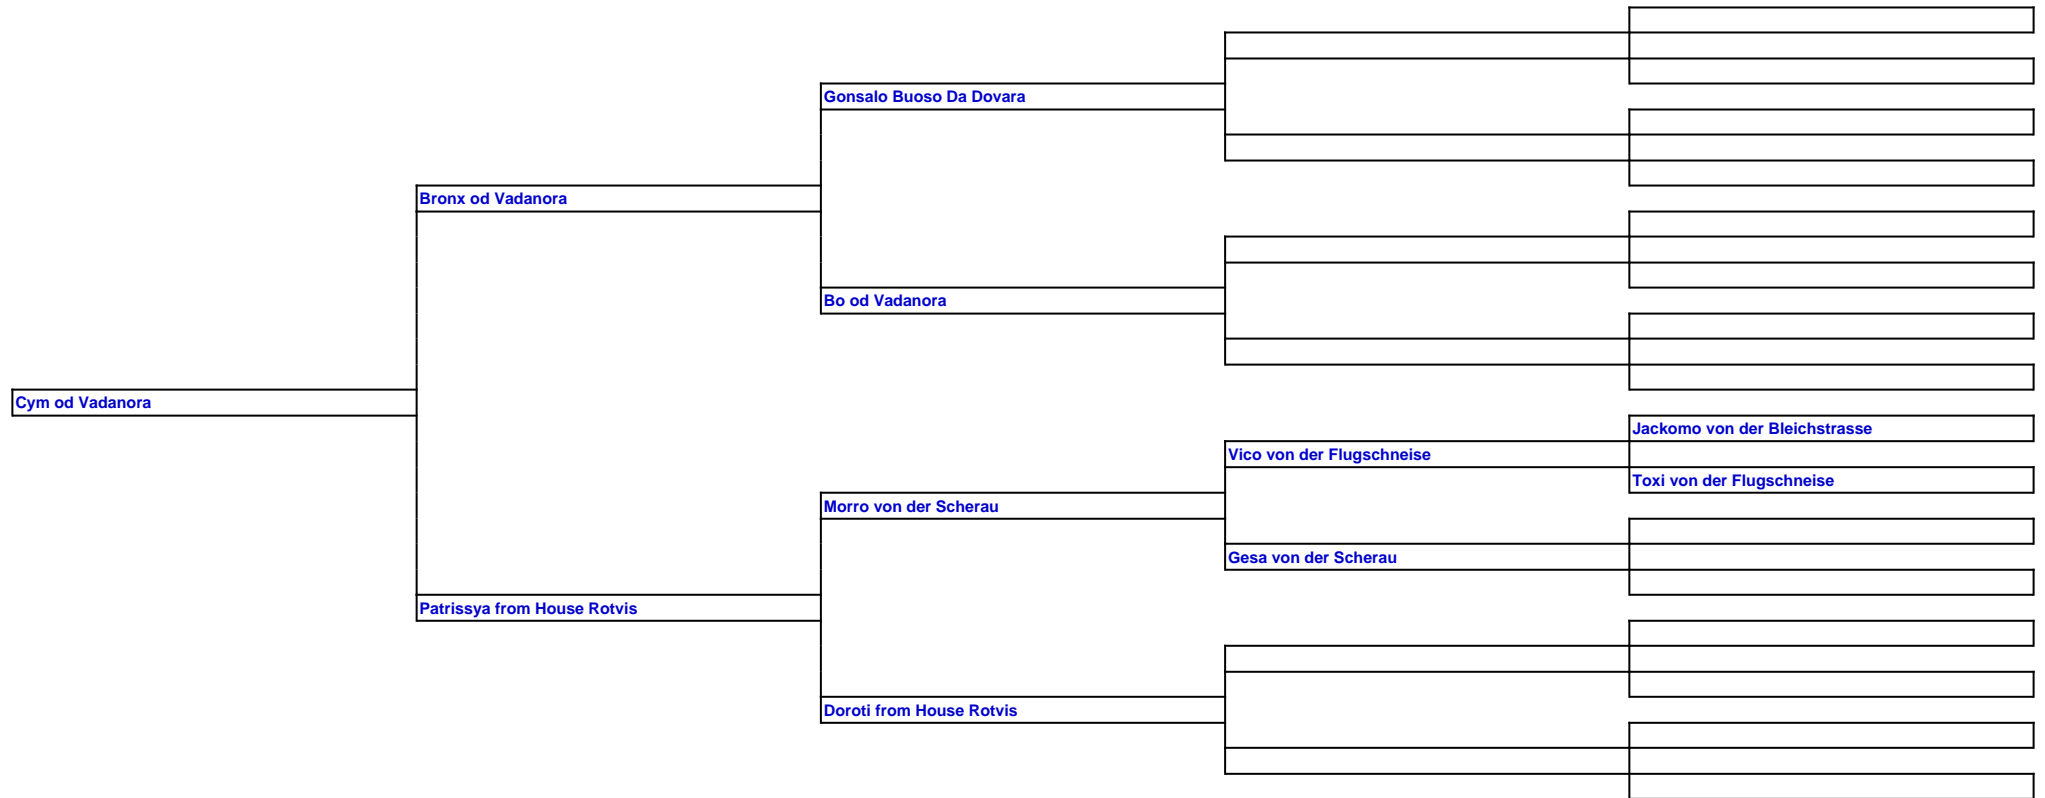 Gonsalo Buoso Da Dovara
Bronx od Vadanora
Bo od Vadanora
Cym od Vadanora
Jackomo von der Bleichstrasse
Vico von der Flugschneise
Toxi von der Flugschneise
Morro von der Scherau
Gesa von der Scherau
Patrissya from House Rotvis
Doroti from House Rotvis